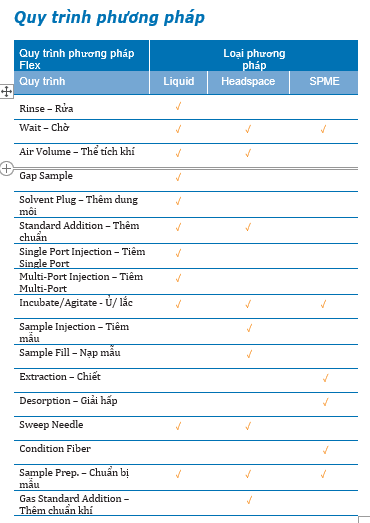 Quy trình phương pháp
Quy trình phương pháp Loại phương
Flex pháp
Quy trình Liquid Headspace SPME
Rinse – Rửa ✓
Wait – Chờ ✓ ✓ ✓
Air Volume – Thể tích khí ✓ ✓
Gap Sample ✓
Solvent Plug – Thêm dung ✓
môi
Standard Addition – Thêm ✓ ✓
chuẩn
Single Port Injection – Tiêm ✓
Single Port
Multi-Port Injection – Tiêm ✓
Multi-Port
Incubate/Agitate - Ủ/ lắc ✓ ✓ ✓
Sample Injection – Tiêm ✓
mẫu
Sample Fill – Nạp mẫu ✓
Extraction – Chiết ✓
Desorption – Giải hấp ✓
Sweep Needle ✓ ✓
Condition Fiber ✓
Sample Prep. – Chuẩn bị ✓ ✓ ✓
mẫu
Gas Standard Addition – ✓
Thêm chuẩn khí